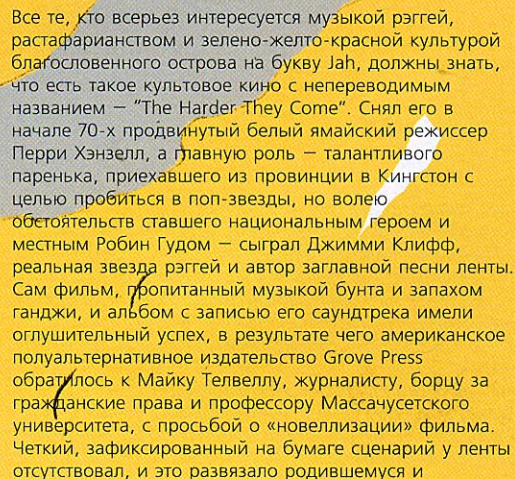 Все те, кто всерьез интересуется музыкой рэггей,
растафарианством и зелено-желто-красной культурой
благословенного острова на букву Jah, должны знать,
что есть такое культовое кино с непереводимым
названием — "The Harder They Come". Снял его в
начале 70-х продвинутый белый ямайский режиссер
Перри Хэнзелл, а главную роль — талантливого
паренька, приехавшего из провинции в Кингстон с
целью пробиться в поп-звезды, но волею
обстоятельств ставшего национальным героем и
местным Робин Гудом — сыграл Джимми Клифф,
реальная звезда рэггей и автор заглавной песни ленты.
Сам фильм, пропитанный музыкой бунта и запахом
ганджи, и альбом с записью его саундтрека имели
оглушительный успех, в результате чего американское
полуальтернативное издательство Grove Press
обратилось к Майку Телвеллу, журналисту, борцу за
гражданские права и профессору Массачусетского
университета, с просьбой о «новеллизации» фильма.
Четкий, зафиксированный на бумаге сценарий у ленты
отсутствовал, и это развязало родившемуся и